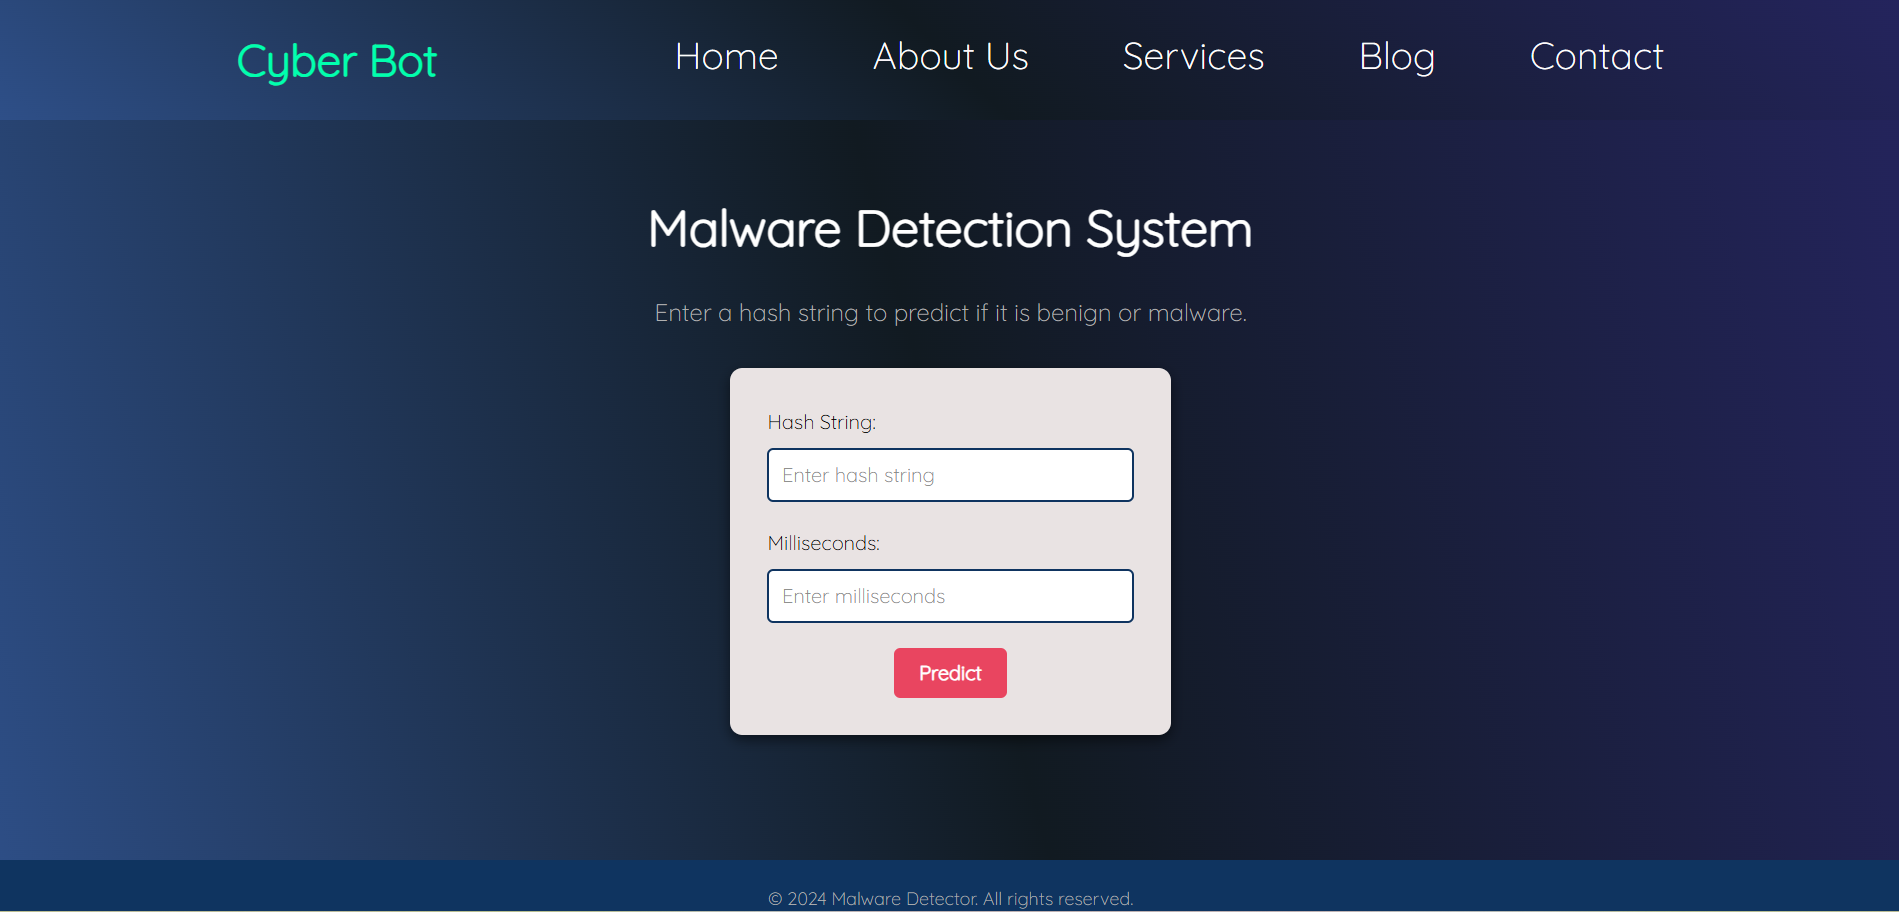 Cyber Bot
Home About Us Services Blog Contact
Malware Detection System
Enter a hash string to predict if it is benign or malware.
Hash String:
Enter hash string
Milliseconds:
Enter milliseconds
Predict
© 2024 Malware Detector. All rights reserved.